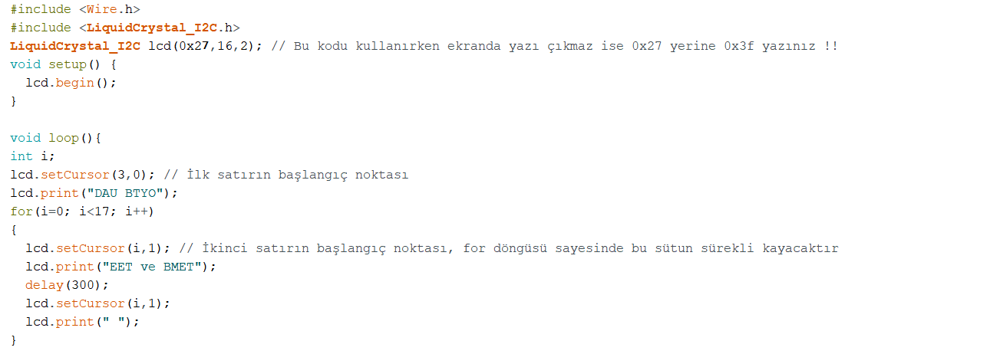 #include <Wire.h>
#include <LiquidCrystal_I2C.h>
LiquidCrystal_I2C lcd(0x27,16,2); // Bu kodu kullanırken ekranda yazı çıkmaz ise 0x27 yerine 0x3f yazınız !!
void setup() {
  lcd.begin();
}

void loop(){
int i;
lcd.setCursor(3,0); // İlk satırın başlangıç noktası
lcd.print("DAU BTYO");
for(i=0; i<17; i++)
{
  lcd.setCursor(i,1); // İkinci satırın başlangıç noktası, for döngüsü sayesinde bu sütun sürekli kayacaktır
  lcd.print("EET ve BMET");
  delay(300);
  lcd.setCursor(i,1);
  lcd.print(" ");
}